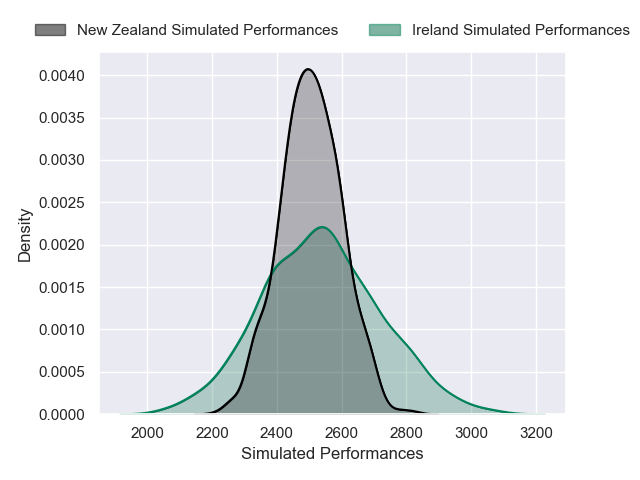 New Zealand Simulated Performances
Ireland Simulated Performances
0.0040
0.0035
0.0030
0.0025
0.0020
0.0015
0.0010
0.0005
0.0000
Density
2000 2200 2400 2600 2800 3000 3200
Simulated Performances